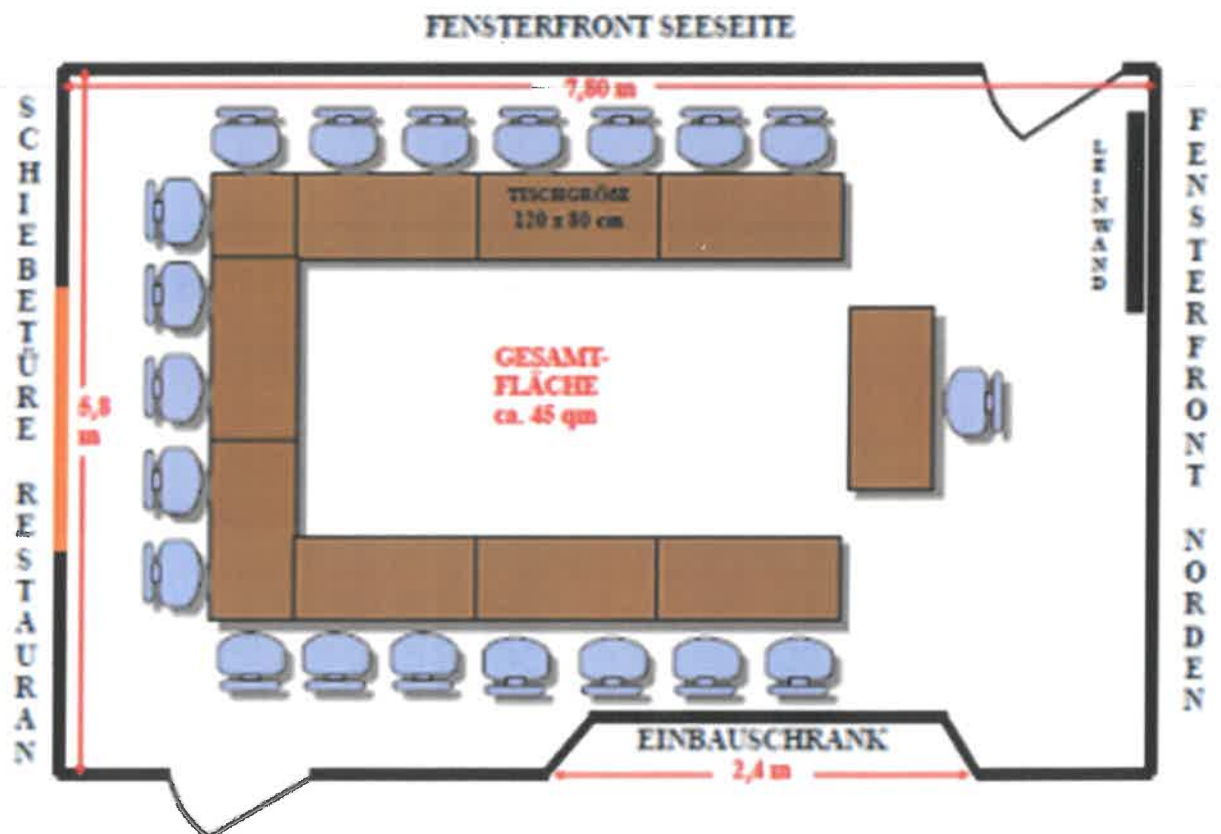 FENSTERFRONT SEESEITE
7,80 m
SCHIEBETÜRE RESTAURAN
TISCHGRÖßE
120 x 80 cm
LEINWAND
FENSTERFRONT NORDEN
GESAMT-
FLÄCHE
ca. 45 qm
5,8
m
EINBAUSCHRANK
2,4 m